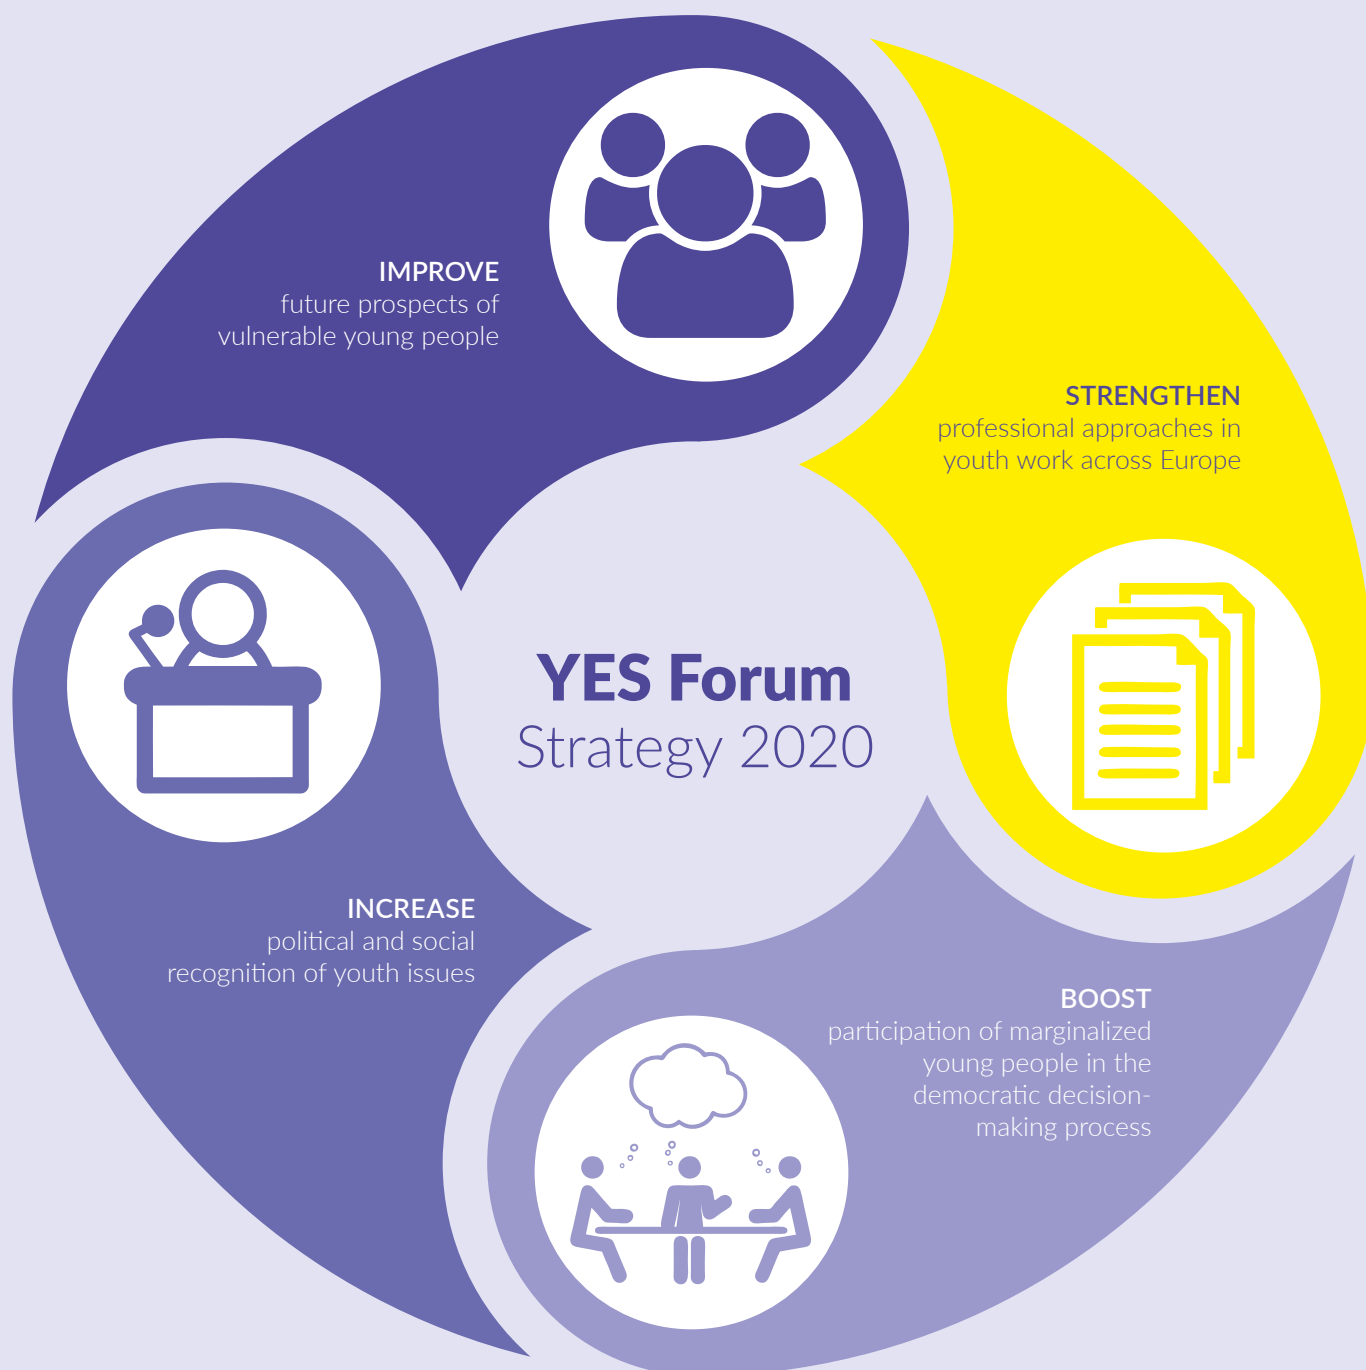 IMPROVE
future prospects of
vulnerable young people
STRENGTHEN
professional approaches in
youth work across Europe
YES Forum
Strategy 2020
INCREASE
political and social
recognition of youth issues
BOOST
participation of marginalized
young people in the
democratic decision-
making process